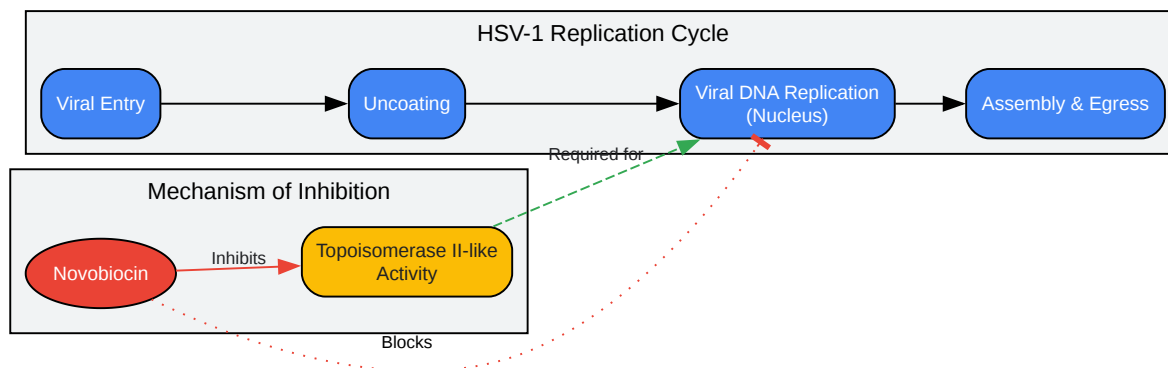 HSV-1 Replication Cycle
Viral Entry
Uncoating
Viral DNA Replication
(Nucleus)
Assembly & Egress
Required for
Mechanism of Inhibition
Novobiocin
Inhibits
Topoisomerase II-like
Activity
Blocks